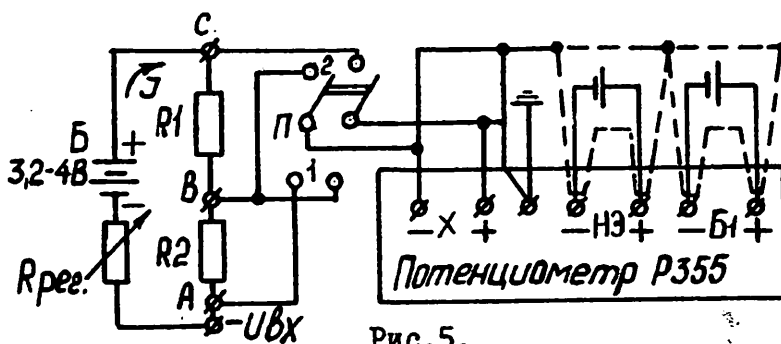 С.
2
J
R1
П
Б
+
3,2-4В
В
1
−
−Х +
−НЭ+
−Б1+
R2
Rрег.
А
Потенциометр Р355
−Uвх
Рис.5.